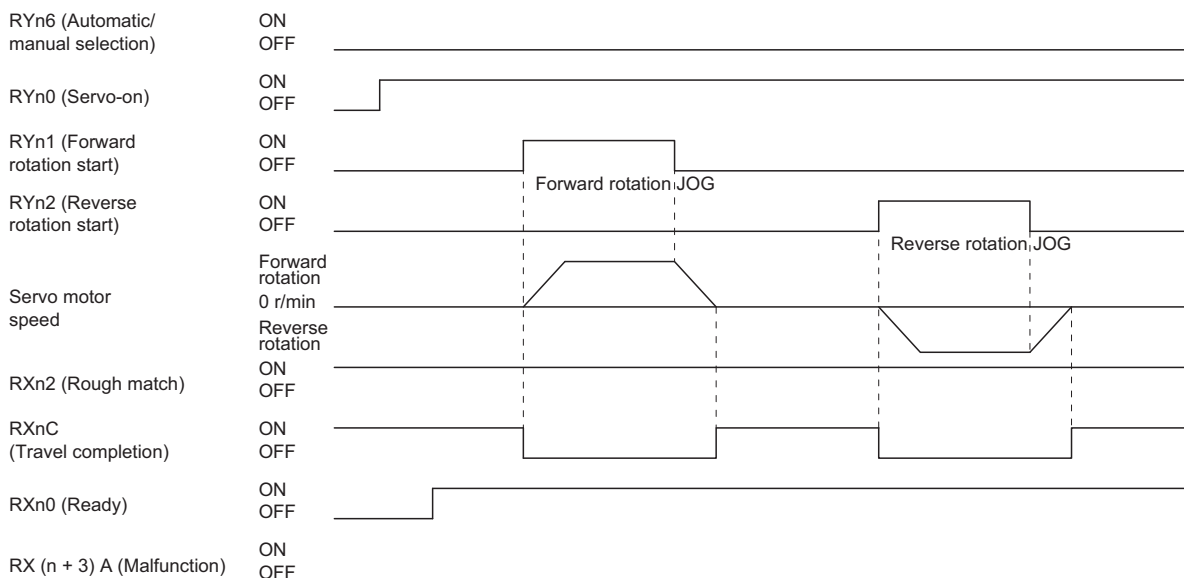 RYn6 (Automatic/
manual selection)
ON
OFF
RYn0 (Servo-on)
ON
OFF
RYn1 (Forward
rotation start)
ON
OFF
Forward rotation JOG
RYn2 (Reverse
rotation start)
ON
OFF
Reverse rotation JOG
Servo motor
speed
Forward
rotation
0 r/min
Reverse
rotation
RXn2 (Rough match)
ON
OFF
RXnC
(Travel completion)
ON
OFF
RXn0 (Ready)
ON
OFF
RX (n + 3) A (Malfunction)
ON
OFF